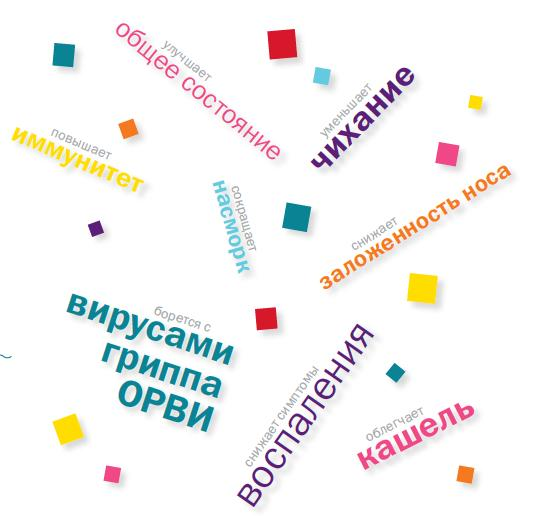 улучшает
общее состояние
уменьшает
чихание
повышает
иммунитет
сокращает
насморк
снижает
заложенность носа
борется с
вирусами
гриппа
ОРВИ
снижает симптомы
воспаления
облегчает
кашель